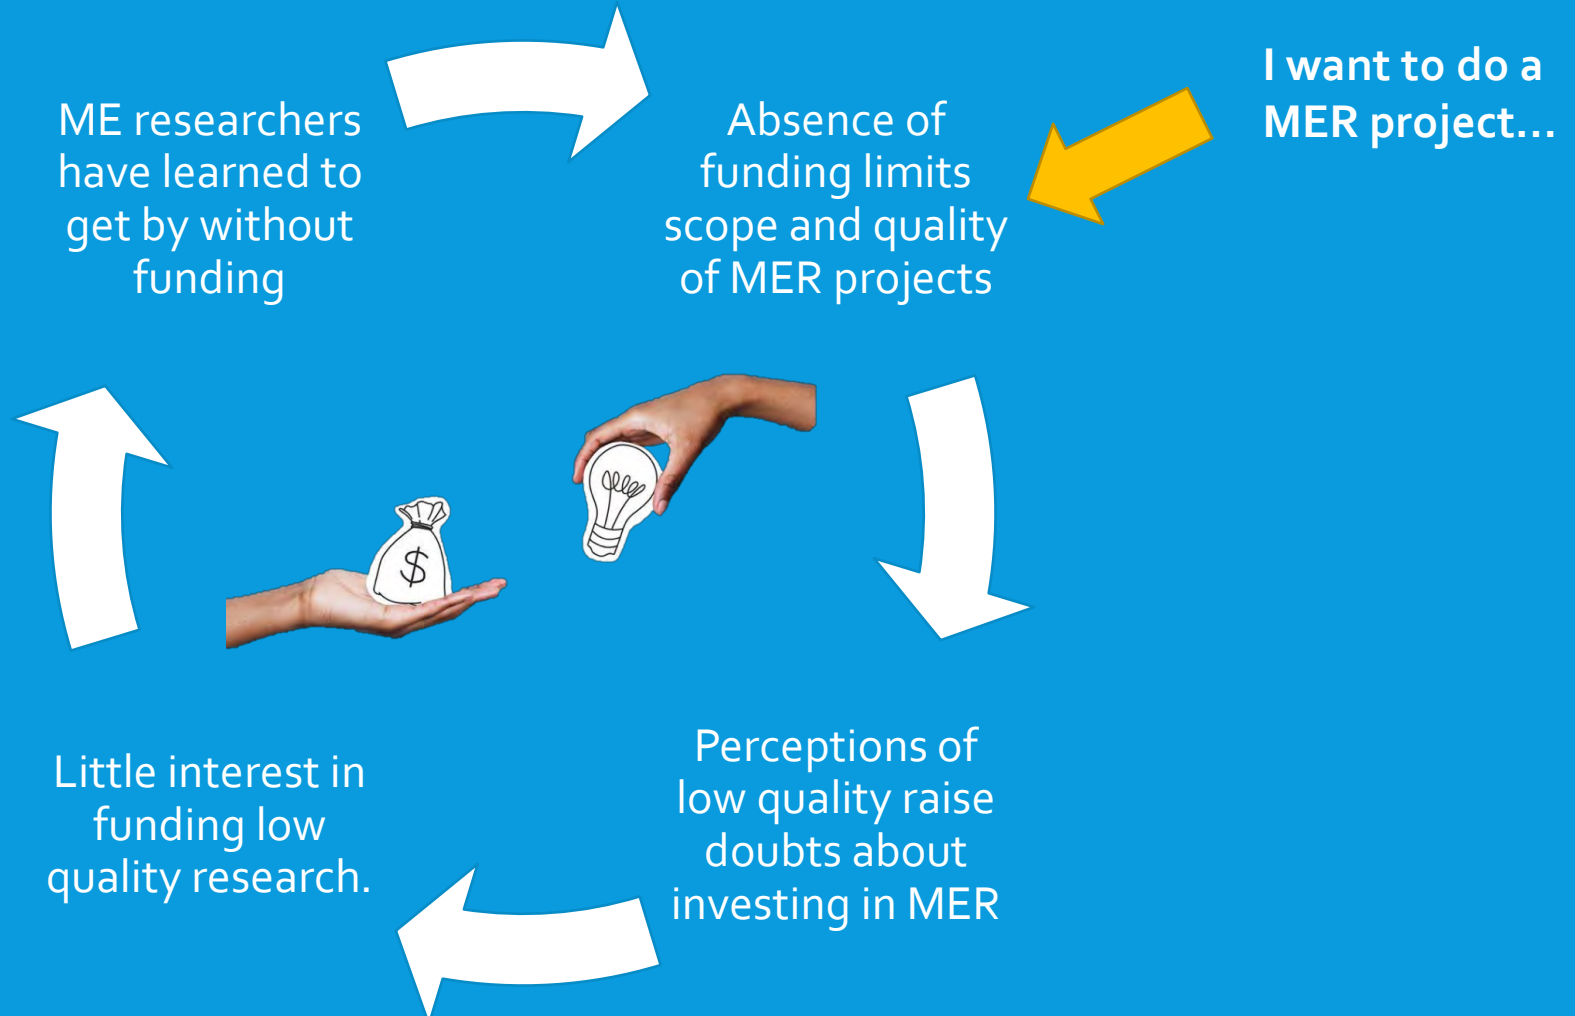 ME researchers
have learned to
get by without
funding
Absence of
funding limits
scope and quality
of MER projects
I want to do a
MER project...
$
Little interest in
funding low
quality research.
Perceptions of
low quality raise
doubts about
investing in MER